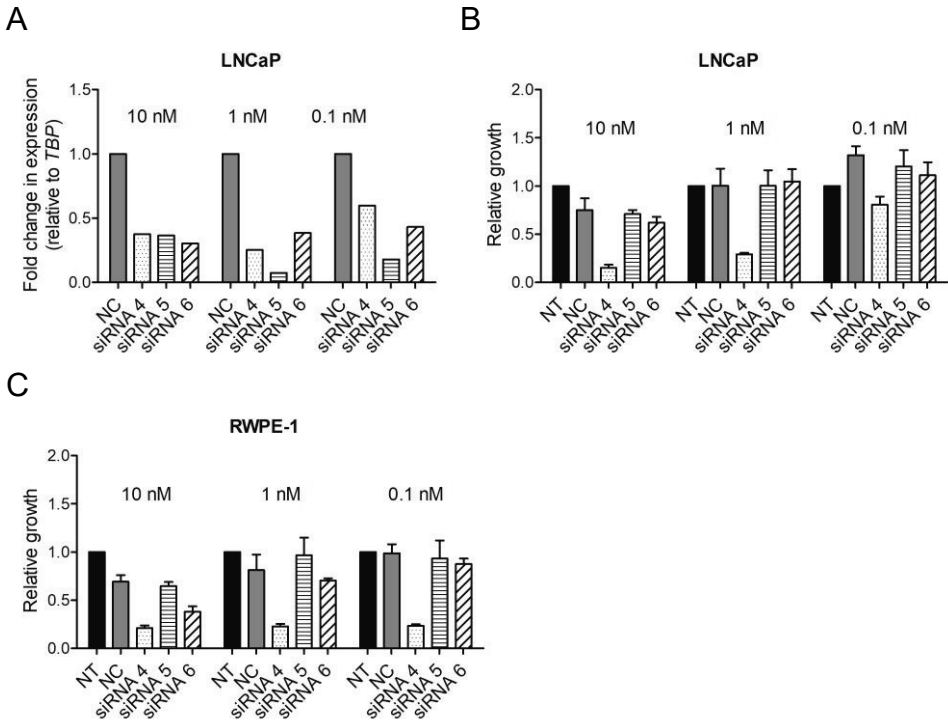 A
LNCaP
Fold change in expression
(relative to TBP)
1.5
1.0
0.5
0.0
10 nM
1 nM
0.1 nM
NC
siRNA 4
siRNA 5
siRNA 6
NC
siRNA 4
siRNA 5
siRNA 6
NC
siRNA 4
siRNA 5
siRNA 6
B
LNCaP
Relative growth
2.0
1.5
1.0
0.5
0.0
10 nM
1 nM
0.1 nM
NT
NC
siRNA 4
siRNA 5
siRNA 6
NT
NC
siRNA 4
siRNA 5
siRNA 6
NT
NC
siRNA 4
siRNA 5
siRNA 6
C
RWPE-1
Relative growth
2.0
1.5
1.0
0.5
0.0
10 nM
1 nM
0.1 nM
NT
NC
siRNA 4
siRNA 5
siRNA 6
NT
NC
siRNA 4
siRNA 5
siRNA 6
NT
NC
siRNA 4
siRNA 5
siRNA 6